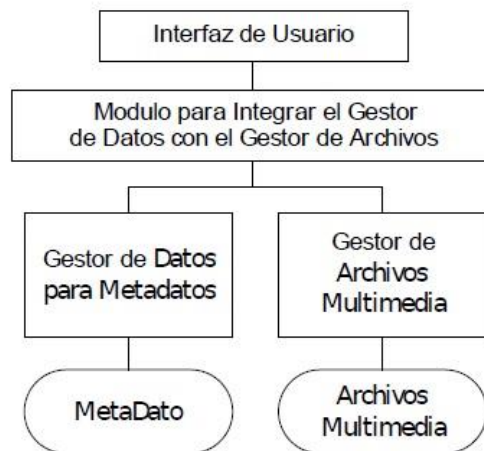 Interfaz de Usuario
Modulo para Integrar el Gestor
de Datos con el Gestor de Archivos
Gestor de Datos
para Metadatos
Gestor de
Archivos
Multimedia
MetaDato
Archivos
Multimedia